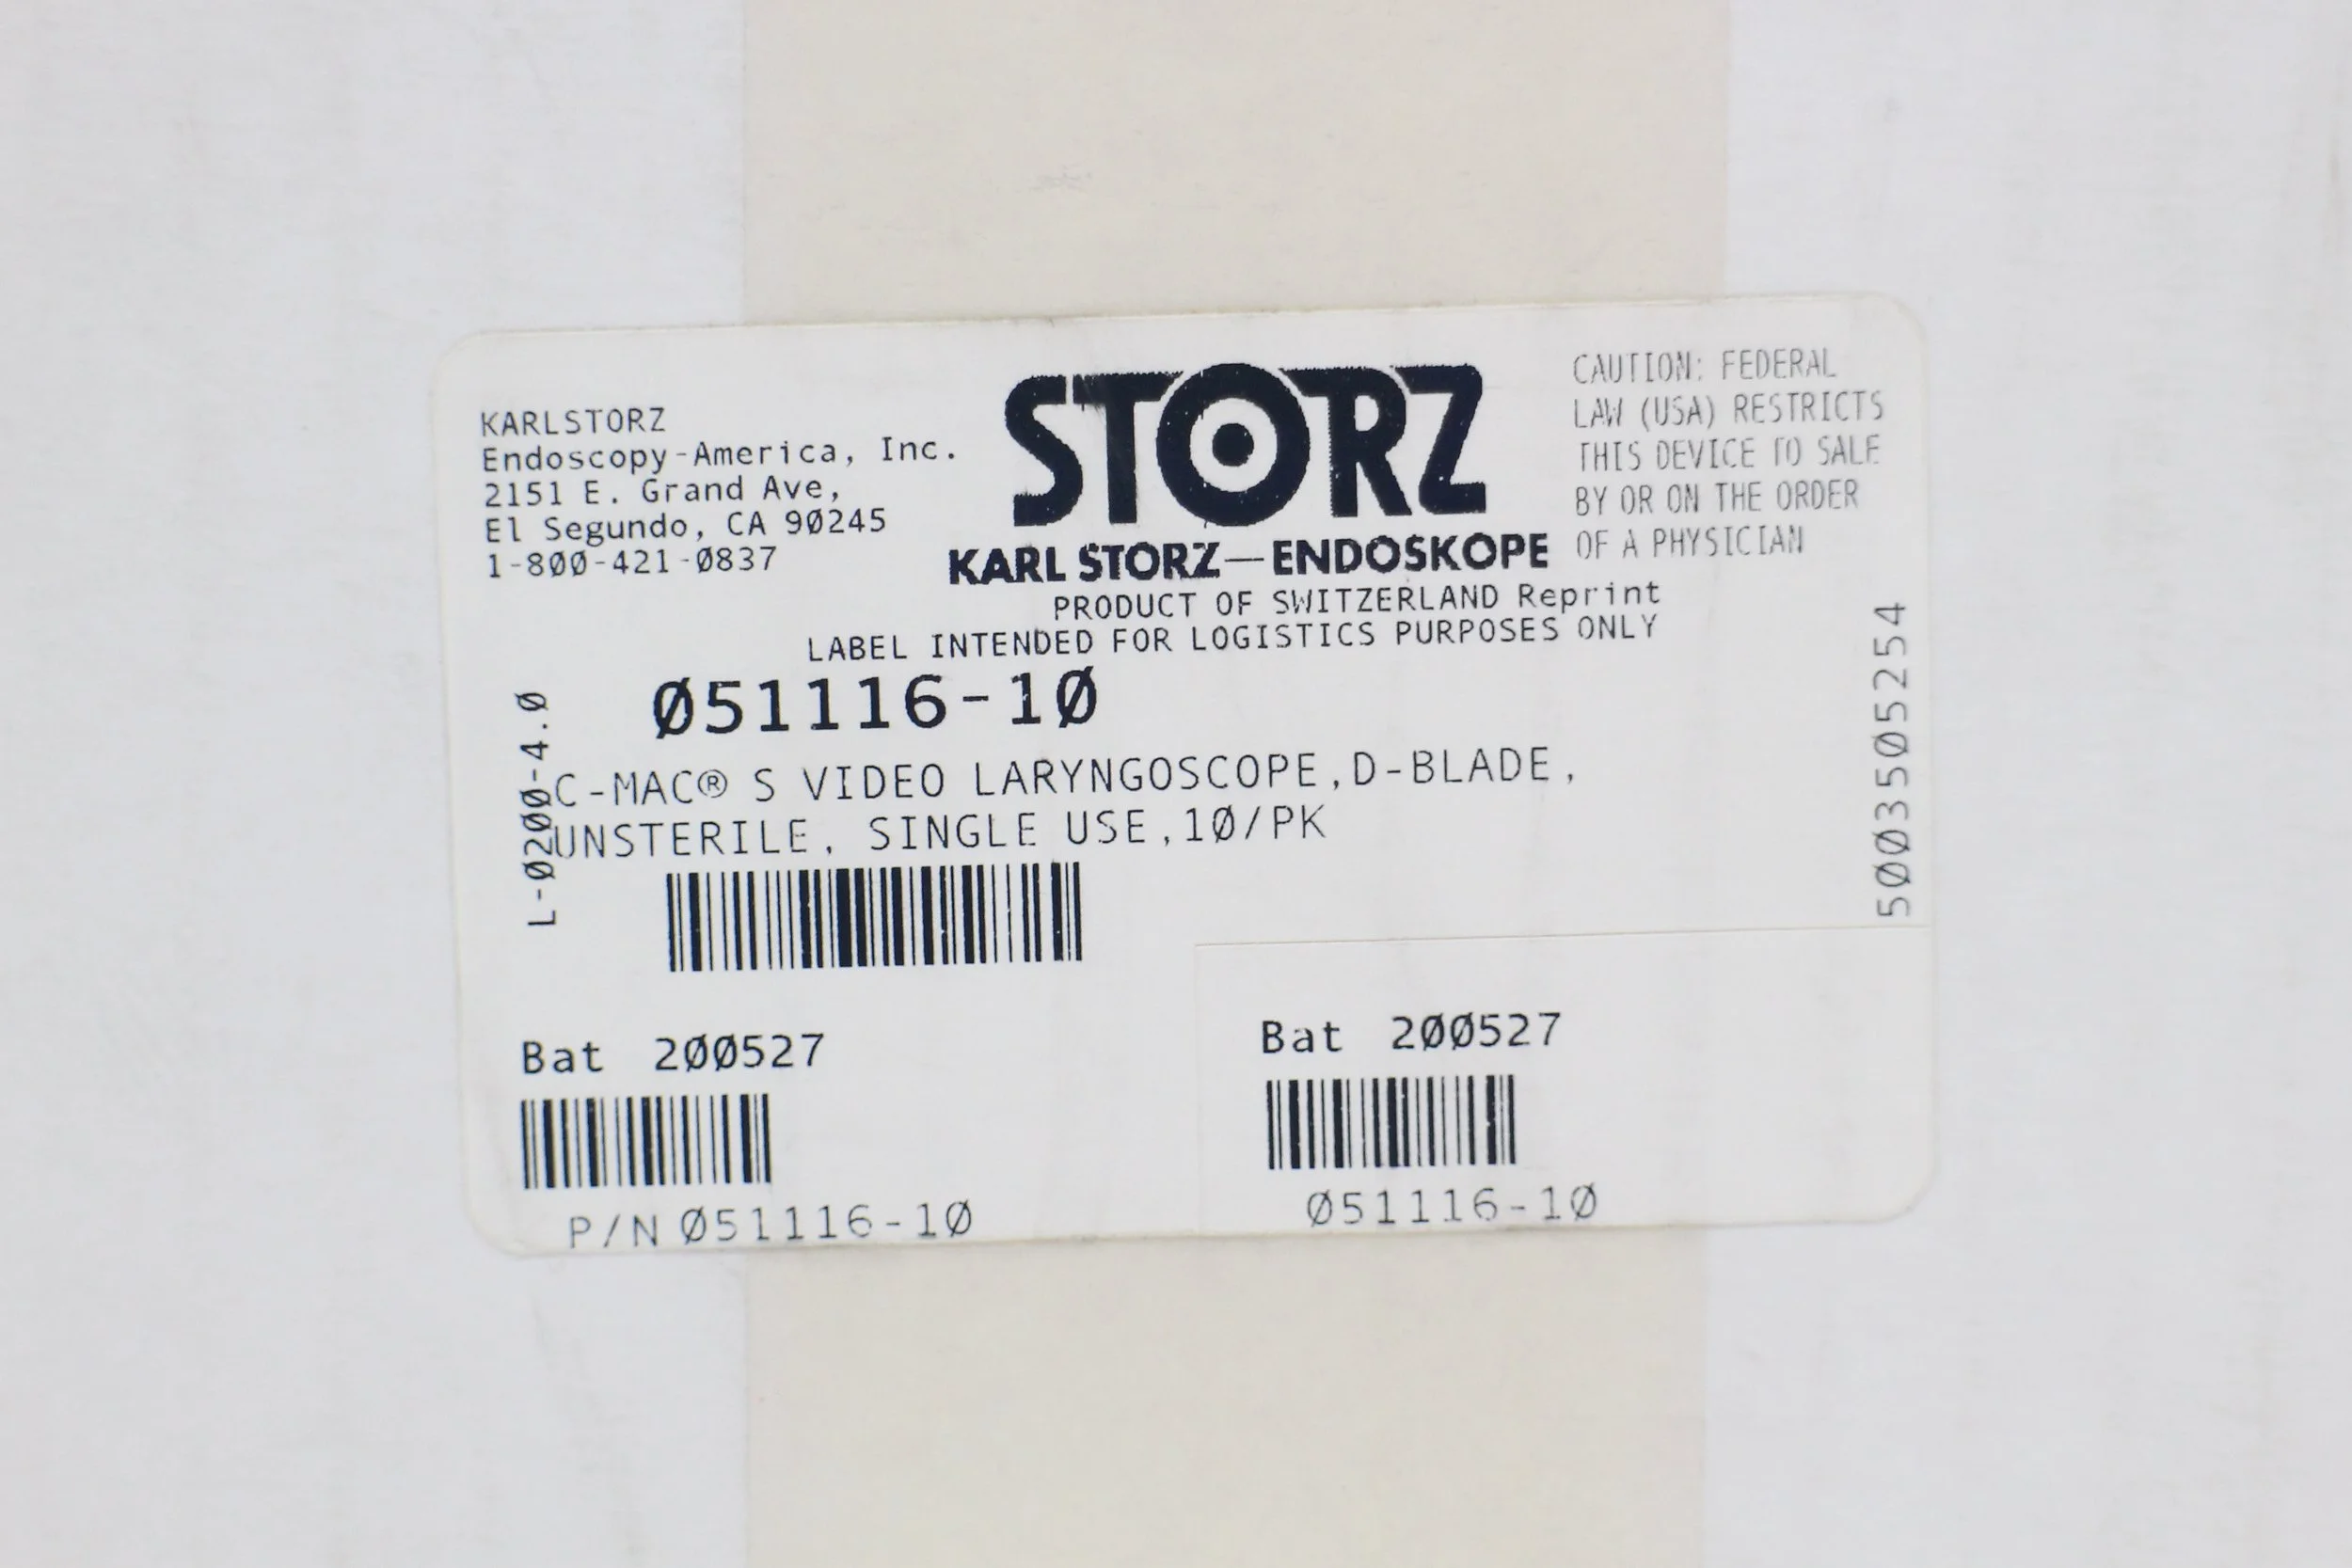 KARLSTORZ
Endoscopy-America, Inc.
2151 E. Grand Ave,
El Segundo, CA 90245
1-800-421-0837
STORZ
KARL STORZ—ENDOSKOPE
CAUTION: FEDERAL
LAW (USA) RESTRICTS
THIS DEVICE TO SALE
BY OR ON THE ORDER
OF A PHYSICIAN
PRODUCT OF SWITZERLAND Reprint
LABEL INTENDED FOR LOGISTICS PURPOSES ONLY
051116-10
C-MAC® S VIDEO LARYNGOSCOPE,D-BLADE,
UNSTERILE, SINGLE USE,10/PK
L-0200-4.0
5003505254
Bat 200527
P/N 051116-10
Bat 200527
051116-10